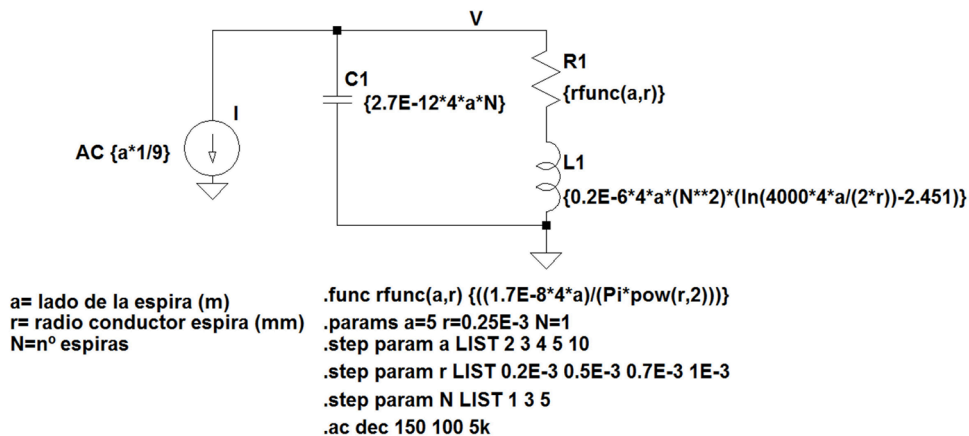 V
R1
{rfunc(a,r)}
C1
{2.7E-12*4*a*N}
I
AC {a*1/9}
L1
{0.2E-6*4*a*(N**2)*(ln(4000*4*a/(2*r))-2.451)}
a= lado de la espira (m)
r= radio conductor espira (mm)
N=nº espiras
.func rfunc(a,r) {((1.7E-8*4*a)/(Pi*pow(r,2)))}
.params a=5 r=0.25E-3 N=1
.step param a LIST 2 3 4 5 10
.step param r LIST 0.2E-3 0.5E-3 0.7E-3 1E-3
.step param N LIST 1 3 5
.ac dec 150 100 5k